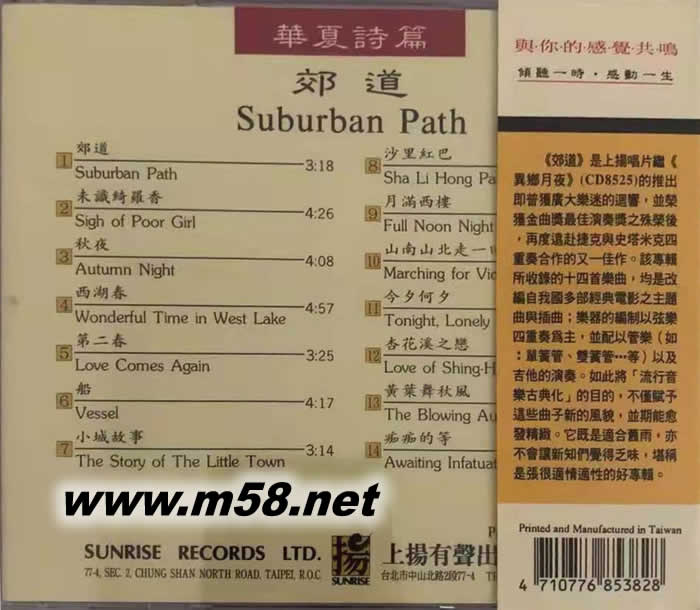 華夏詩篇
郊道
Suburban Path
1 郊道
Suburban Path 3:18
2 未識綺羅香
Sigh of Poor Girl 4:26
3 秋夜
Autumn Night 4:08
4 西湖春
Wonderful Time in West Lake 4:57
5 第二春
Love Comes Again 3:25
6 船
Vessel 4:17
7 小城故事
The Story of The Little Town 3:14
8 沙里紅巴
Sha Li Hong Pa
9 月滿西樓
Full Noon Night
10 山南山北走一
Marching for Vic
11 今夕何夕
Tonight, Lonely
12 杏花溪之戀
Love of Shing-H
13 黃葉舞秋風
The Blowing Au
14 痴痴的等
Awaiting Infatuat
www.m58.net
SUNRISE RECORDS LTD.
77-4, SEC. 2, CHUNG SHAN NORTH ROAD, TAIPEI, R.O.C.
揚
SUNRISE
上揚有聲出
台北市中山北路2段77-4
與·你·的·感·覺·共·鳴
傾聽一時·感動一生
《郊道》是上揚唱片繼《
異鄉月夜》(CD8525)的推出
即普獲廣大樂迷的迴響，並榮
獲金曲獎最佳演奏獎之殊榮後
，再度遠赴捷克與史塔米克四
重奏合作的又一佳作。該專輯
所收錄的十四首樂曲，均是改
編自我國多部經典電影之主題
曲與插曲；樂器的編制以弦樂
四重奏爲主，並配以管樂（如
：單簧管、雙簧管…等）以及
吉他的演奏。如此將「流行音
樂古典化」的目的，不僅賦予
這些曲子新的風貌，並期能愈
發精緻。它既是適合舊雨，亦
不會讓新知們覺得乏味，堪稱
是張很適情適性的好專輯。
Printed and Manufactured in Taiwan
4 710776 853828